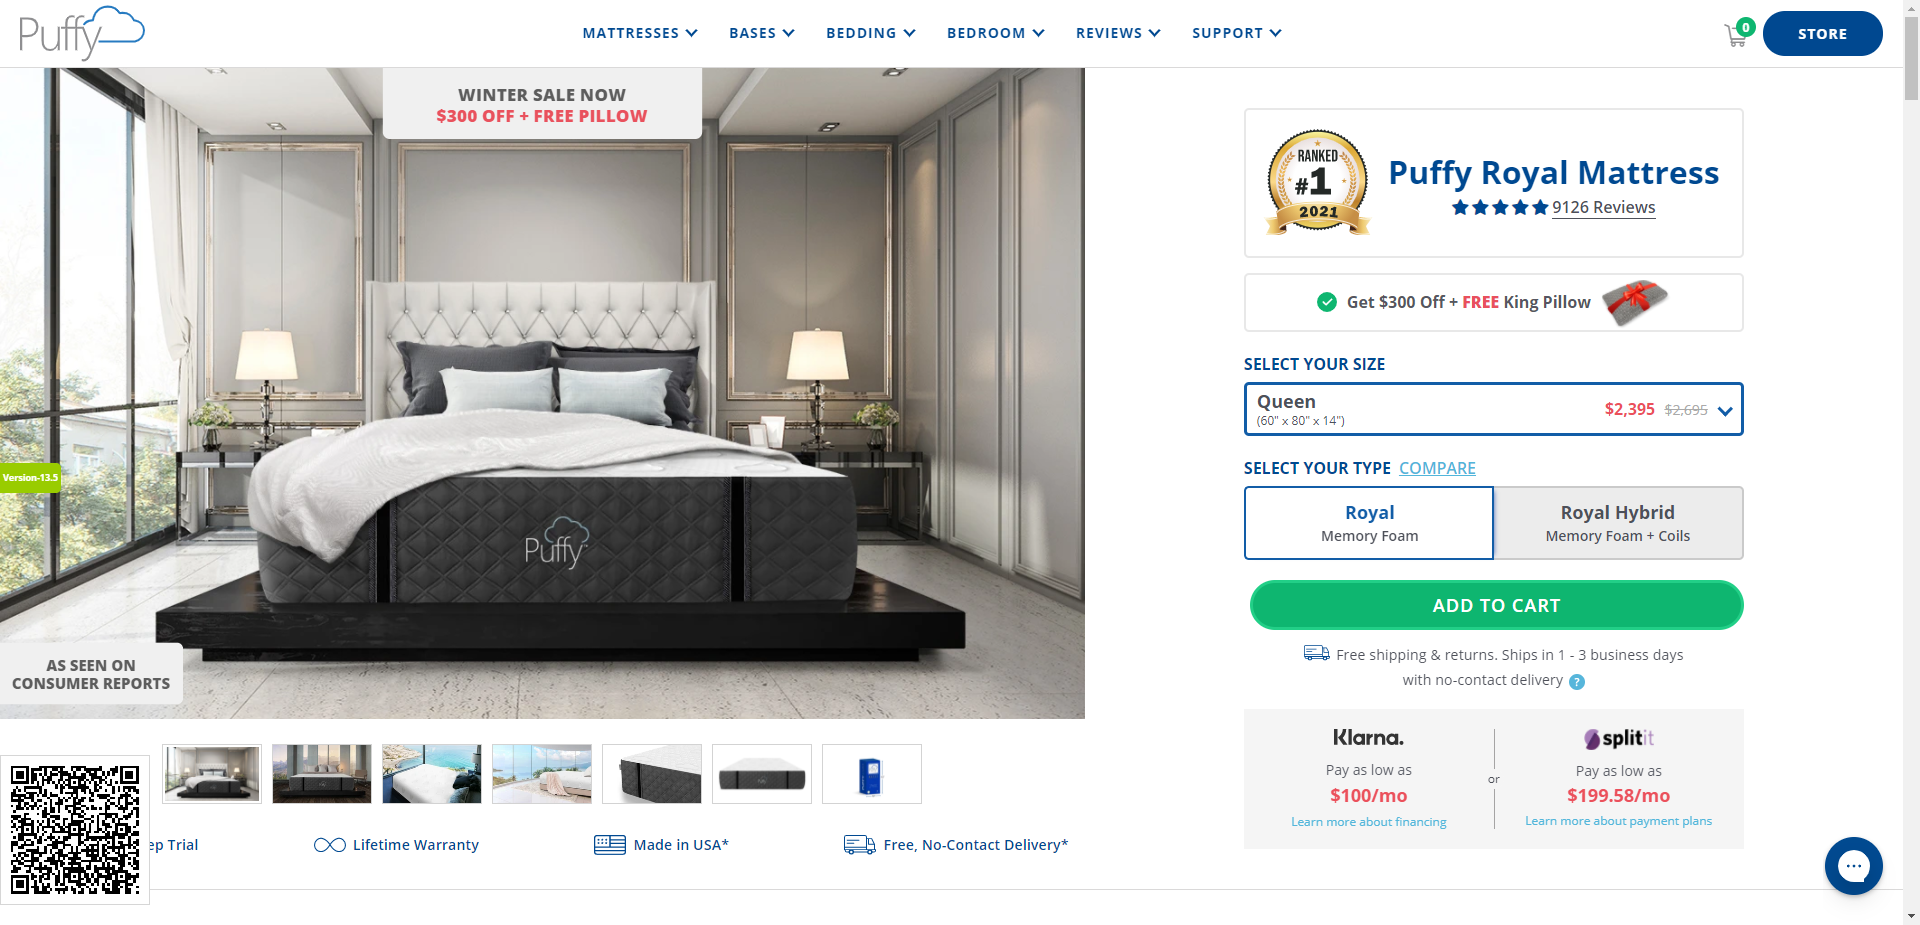 Puffy
MATTRESSES
BASES
BEDDING
BEDROOM
REVIEWS
SUPPORT
0
STORE
WINTER SALE NOW
$300 OFF + FREE PILLOW
RANKED
#1
2021
Puffy Royal Mattress
9126 Reviews
Get $300 Off + FREE King Pillow
SELECT YOUR SIZE
Queen
(60" x 80" x 14")
$2,395 $2,695
SELECT YOUR TYPE COMPARE
Royal
Memory Foam
Royal Hybrid
Memory Foam + Coils
ADD TO CART
Free shipping & returns. Ships in 1 - 3 business days
with no-contact delivery ?
Klarna.
Pay as low as
$100/mo
Learn more about financing
or
splitit
Pay as low as
$199.58/mo
Learn more about payment plans
Version-13.5
Puffy
AS SEEN ON
CONSUMER REPORTS
ep Trial
Lifetime Warranty
Made in USA*
Free, No-Contact Delivery*